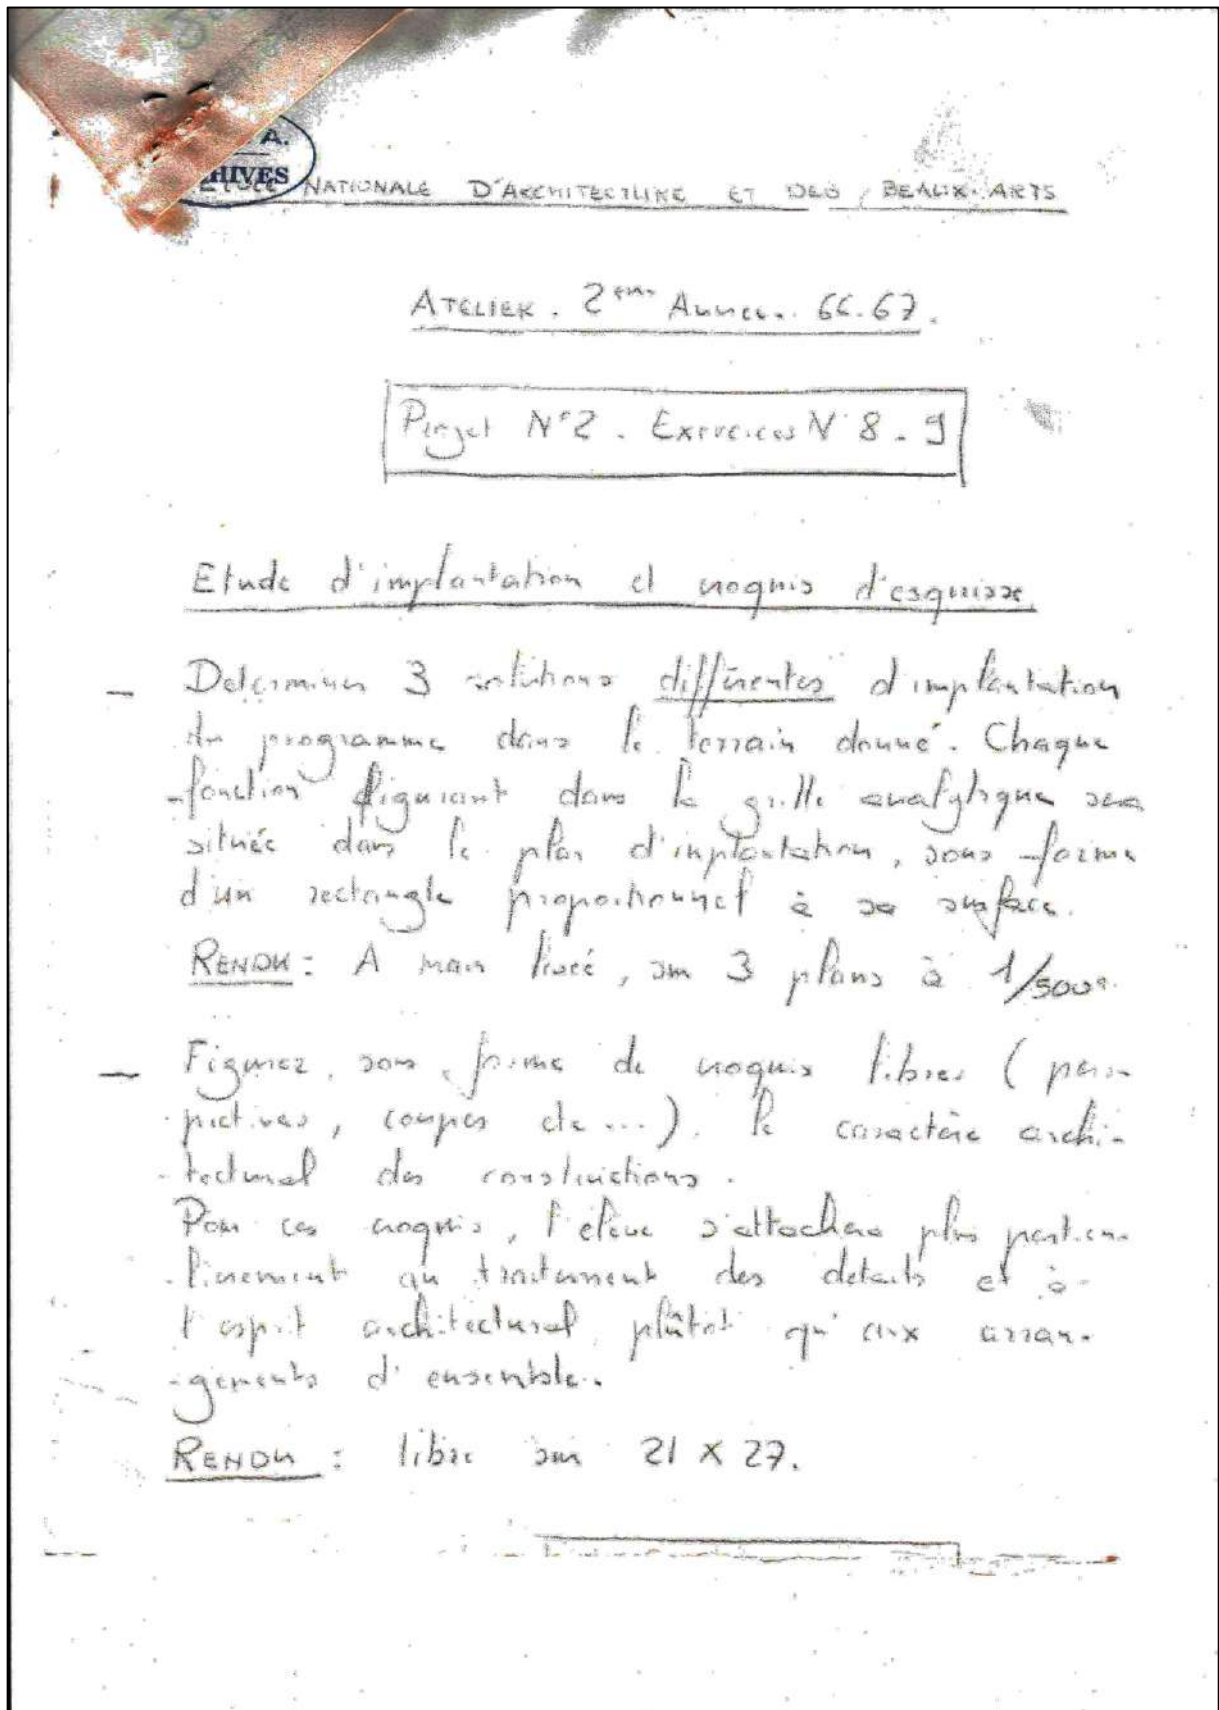 A.
HIVES
ECOLE NATIONALE D'ARCHITECTURE ET DES BEAUX-ARTS
ATELIER. 2ème Année. 66.67.
Projet N°2. Exercices N°8.9
Etude d'implantation et croquis d'esquisse.
– Determiner 3 solutions différentes d'implantation
du programme dans le terrain donné. Chaque
fonction figurant dans la grille analytique sera
située dans le plan d'implantation, sous forme
d'un rectangle proportionnel à sa surface.
RENDU: A main levée, sur 3 plans à 1/500e.
– Figurez, sous forme de croquis libres (pers-
pectives, coupes etc...). le caractère archi-
-tectural des constructions.
Pour ces croquis, l'élève s'attachera plus particu-
-lièrement au traitement des détails et à
l'esprit architectural plûtot qu'aux arran-
-gements d'ensemble.
RENDU: libre sur 21 X 27.